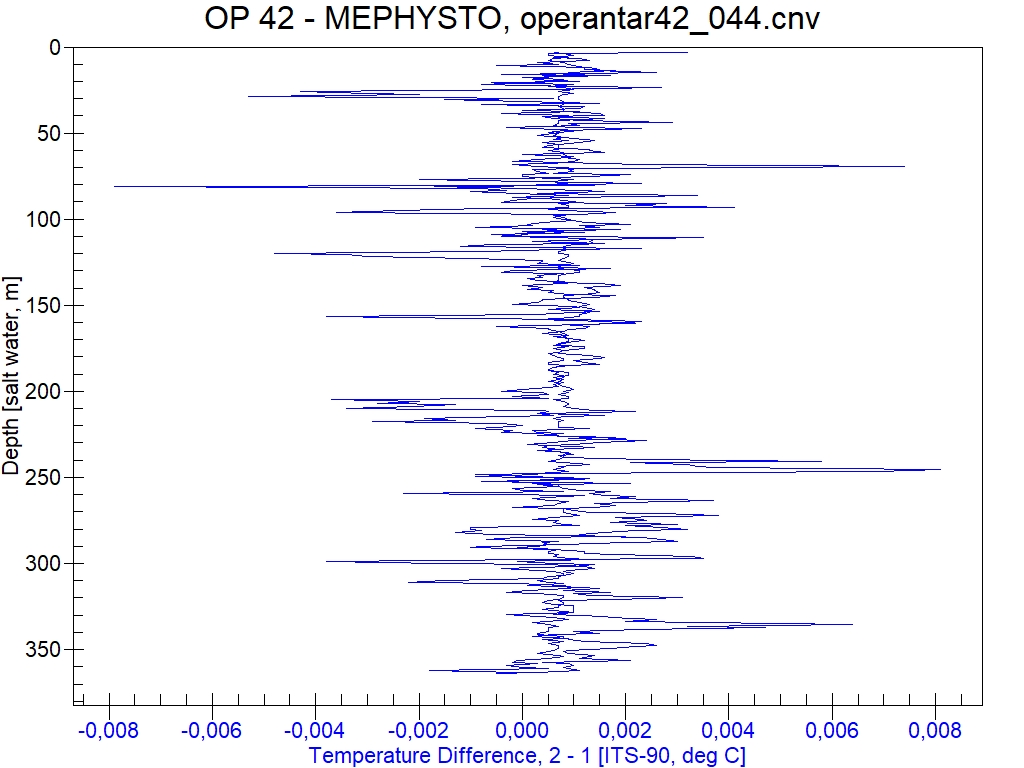 OP 42 - MEPHYSTO, operantar42_044.cnv
0
50
100
150
200
250
300
350
Depth [salt water, m]
-0,008 -0,006 -0,004 -0,002 0,000 0,002 0,004 0,006 0,008
Temperature Difference, 2 - 1 [ITS-90, deg C]